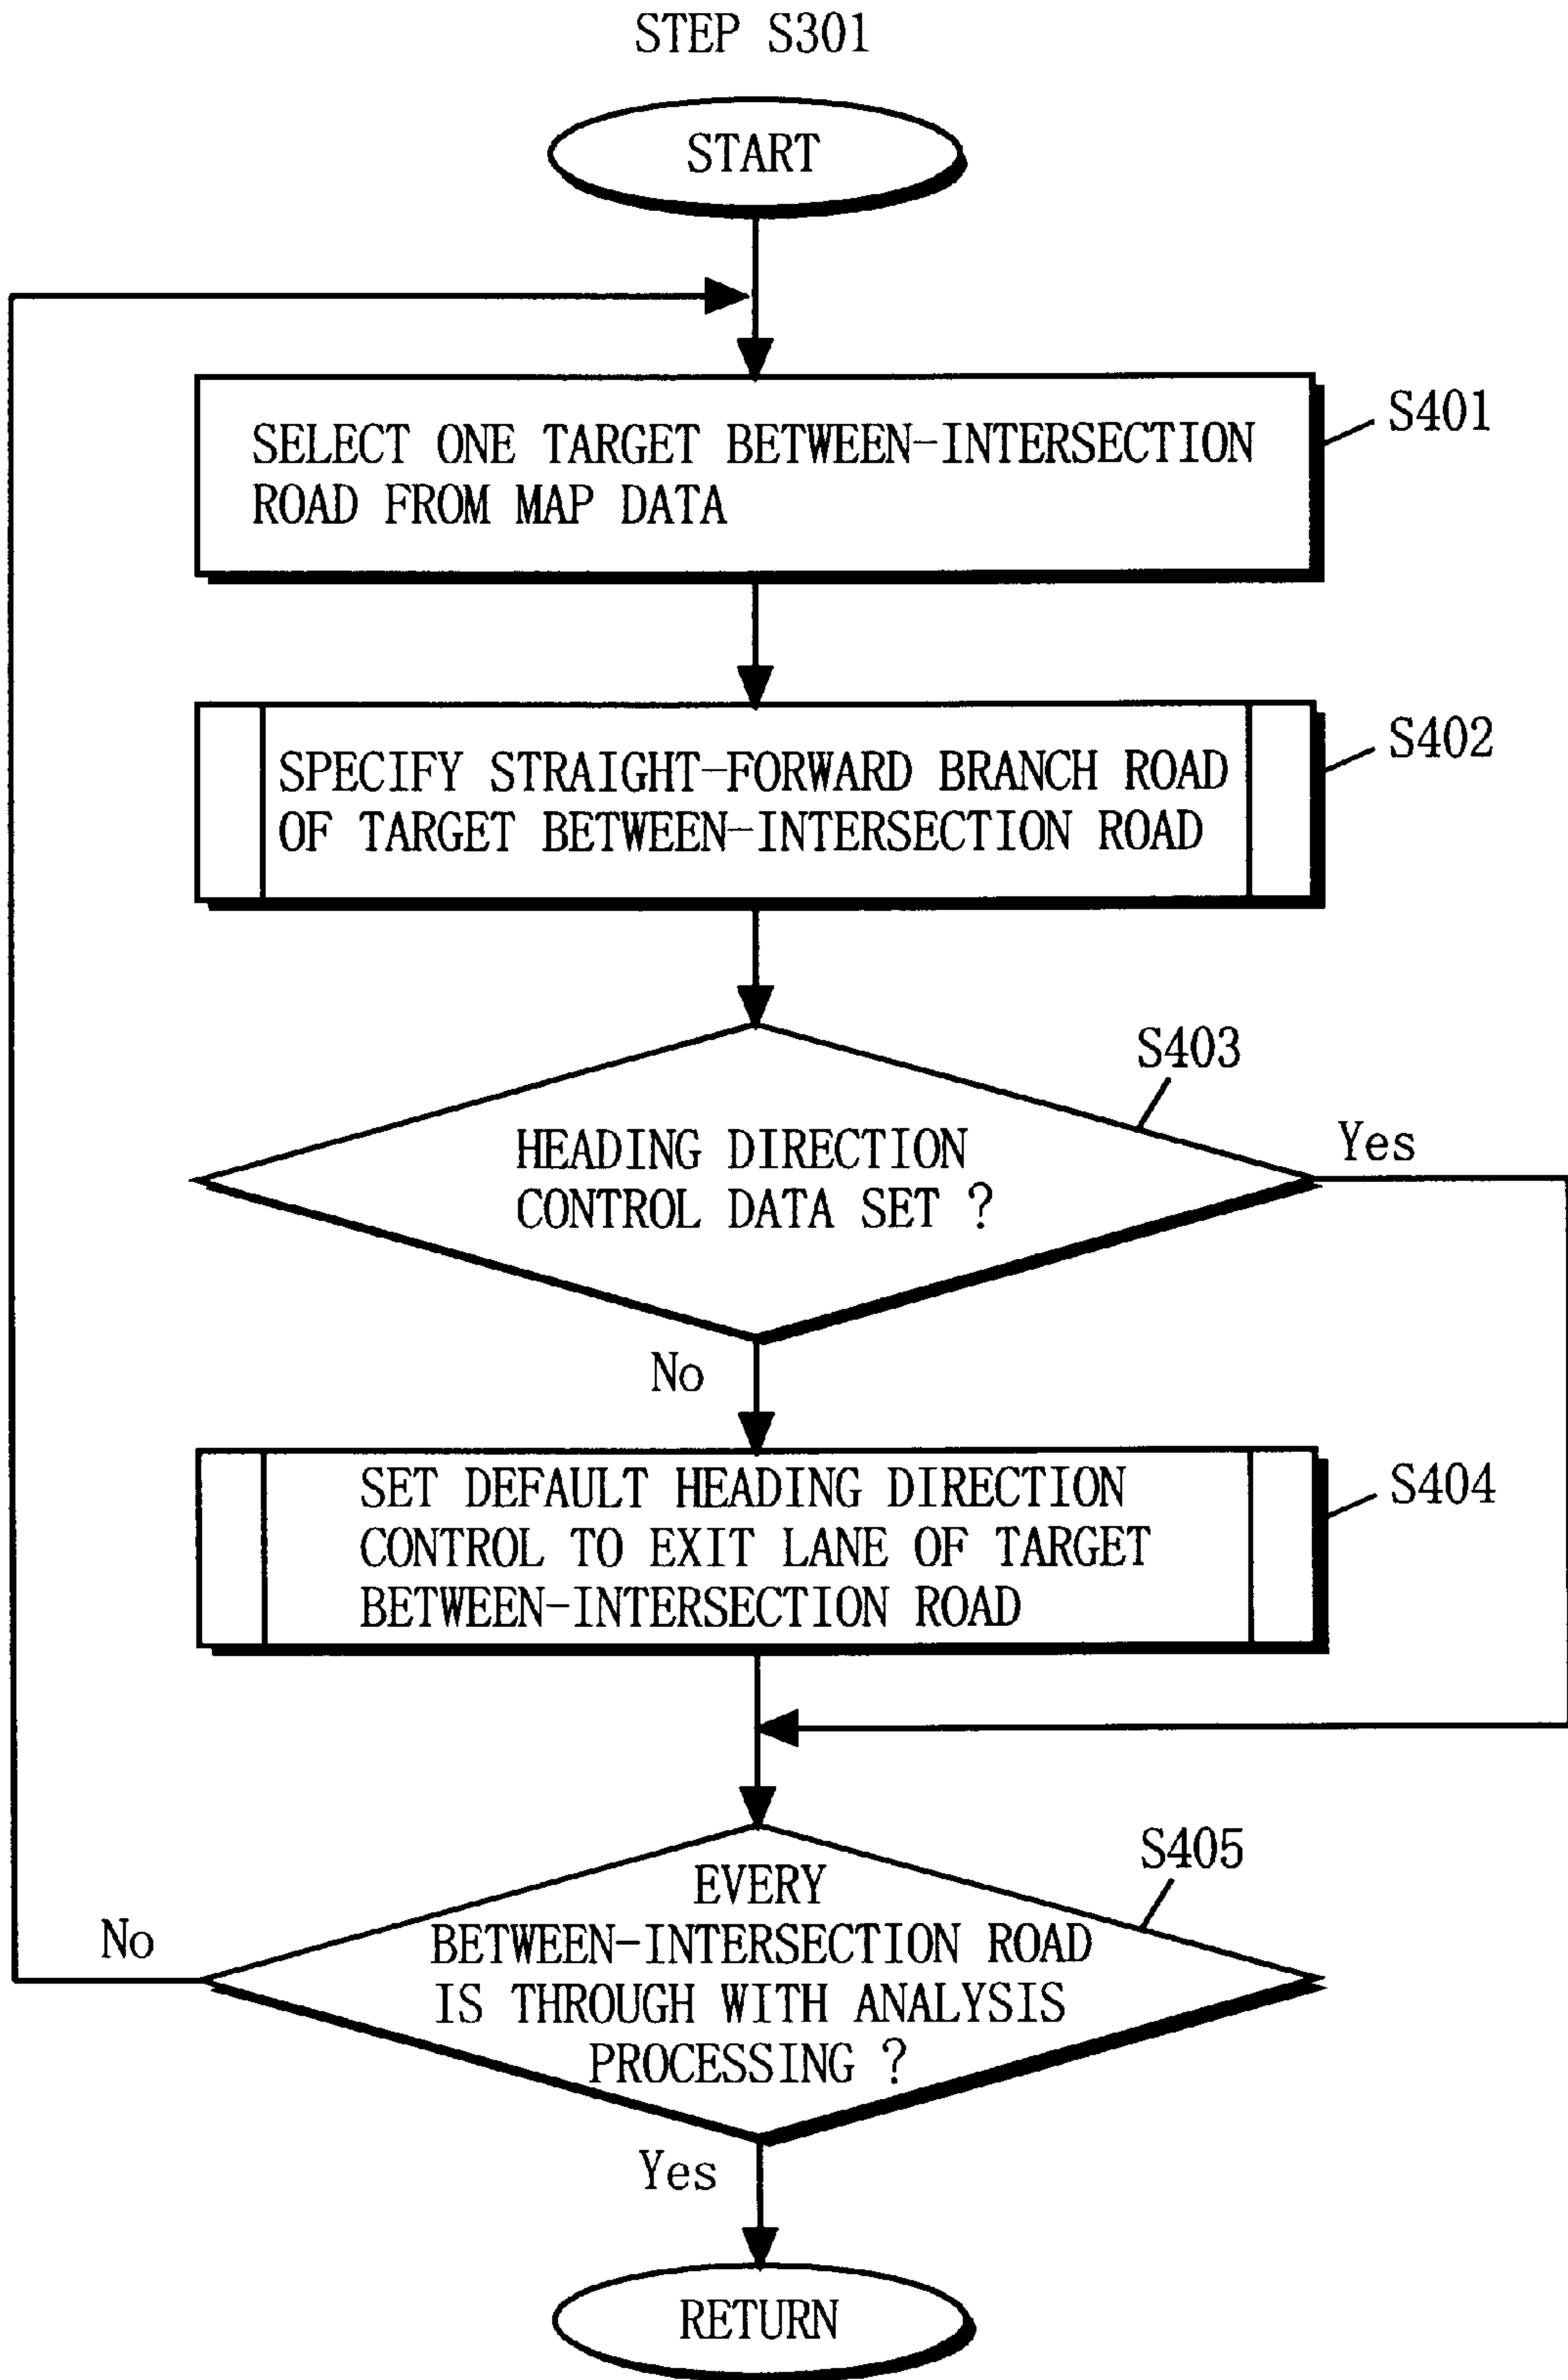 STEP S301
START
SELECT ONE TARGET BETWEEN-INTERSECTION
ROAD FROM MAP DATA
S401
SPECIFY STRAIGHT-FORWARD BRANCH ROAD
OF TARGET BETWEEN-INTERSECTION ROAD
S402
S403
HEADING DIRECTION
CONTROL DATA SET ?
Yes
No
SET DEFAULT HEADING DIRECTION
CONTROL TO EXIT LANE OF TARGET
BETWEEN-INTERSECTION ROAD
S404
S405
EVERY
BETWEEN-INTERSECTION ROAD
IS THROUGH WITH ANALYSIS
PROCESSING ?
No
Yes
RETURN